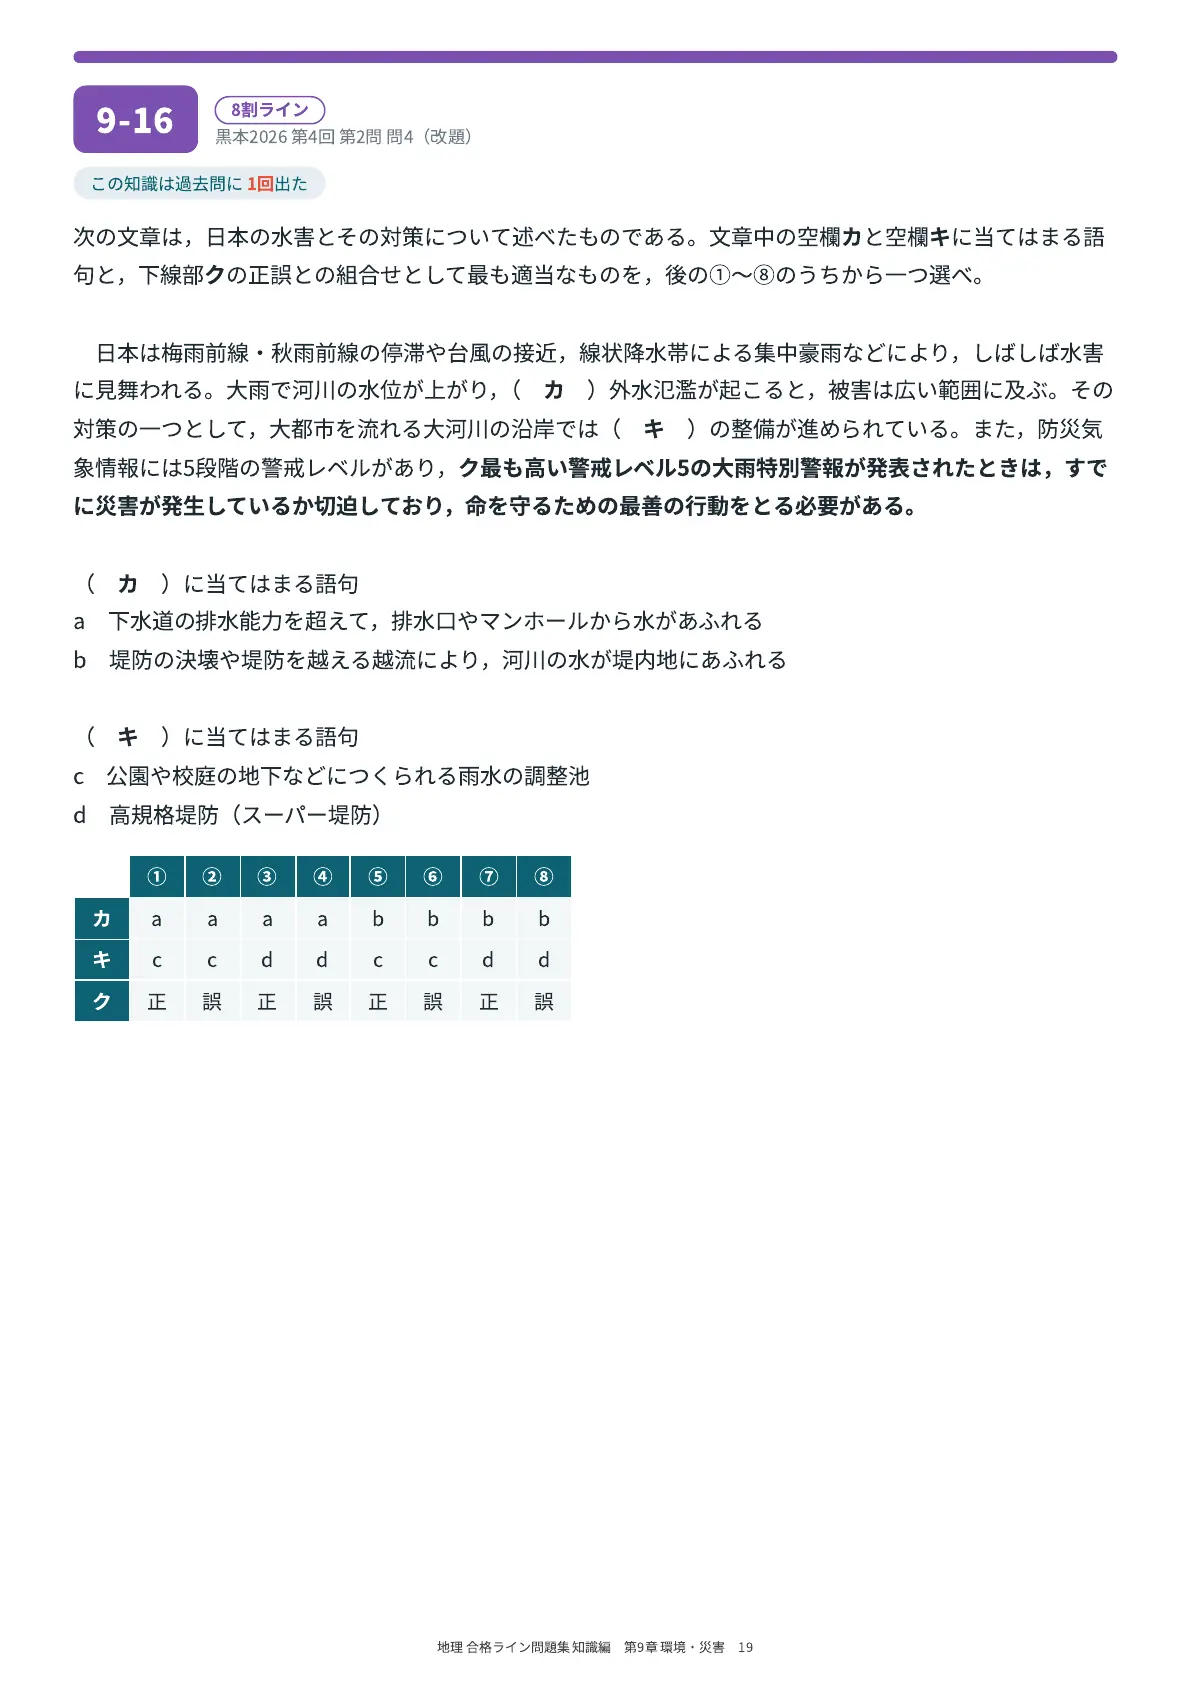 9-16
8割ライン
黒本2026 第4回 第2問 問4（改題）
この知識は過去問に 1回出た
次の文章は，日本の水害とその対策について述べたものである。文章中の空欄カと空欄キに当てはまる語
句と，下線部クの正誤との組合せとして最も適当なものを，後の①～⑧のうちから一つ選べ。
日本は梅雨前線・秋雨前線の停滞や台風の接近，線状降水帯による集中豪雨などにより，しばしば水害
に見舞われる。大雨で河川の水位が上がり，（　カ　）外水氾濫が起こると，被害は広い範囲に及ぶ。その
対策の一つとして，大都市を流れる大河川の沿岸では（　キ　）の整備が進められている。また，防災気
象情報には5段階の警戒レベルがあり，ク最も高い警戒レベル5の大雨特別警報が発表されたときは，すで
に災害が発生しているか切迫しており，命を守るための最善の行動をとる必要がある。
（　カ　）に当てはまる語句
a　下水道の排水能力を超えて，排水口やマンホールから水があふれる
b　堤防の決壊や堤防を越える越流により，河川の水が堤内地にあふれる
（　キ　）に当てはまる語句
c　公園や校庭の地下などにつくられる雨水の調整池
d　高規格堤防（スーパー堤防）
① ② ③ ④ ⑤ ⑥ ⑦ ⑧
カ a a a a b b b b
キ c c d d c c d d
ク 正 誤 正 誤 正 誤 正 誤
地理 合格ライン問題集 知識編　第9章 環境・災害　19